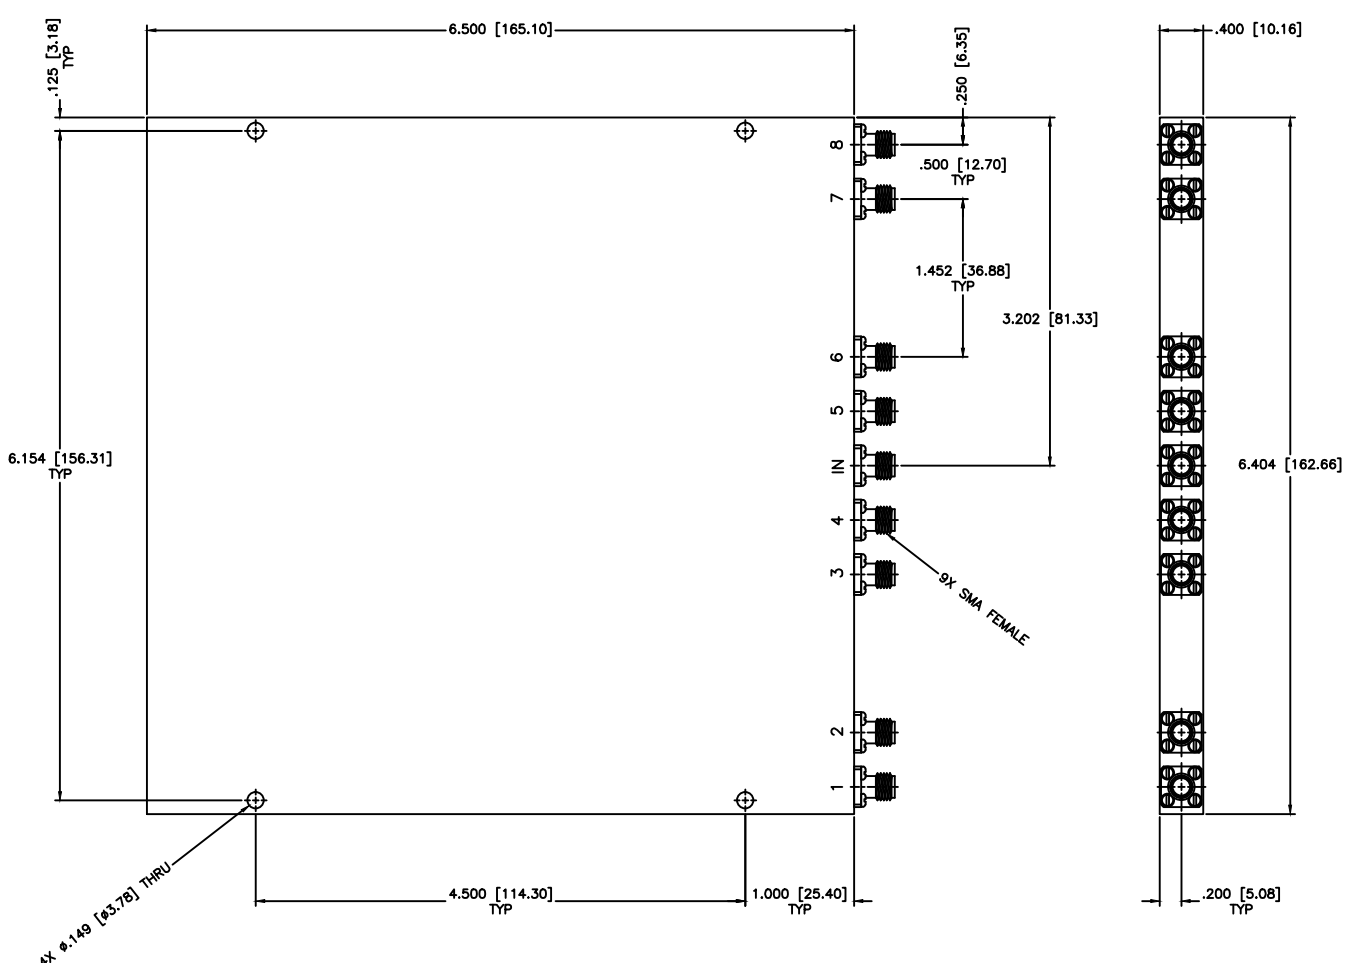 6.500 [165.10]
.400 [10.16]
.125 [3.18]
TYP
.250 [6.35]
8
.500 [12.70]
TYP
7
1.452 [36.88]
TYP
3.202 [81.33]
6
5
6.154 [156.31]
TYP
IN
6.404 [162.66]
4
3
9X SMA FEMALE
2
1
4X ø.149 [ø3.78] THRU
4.500 [114.30]
TYP
1.000 [25.40]
TYP
.200 [5.08]
TYP